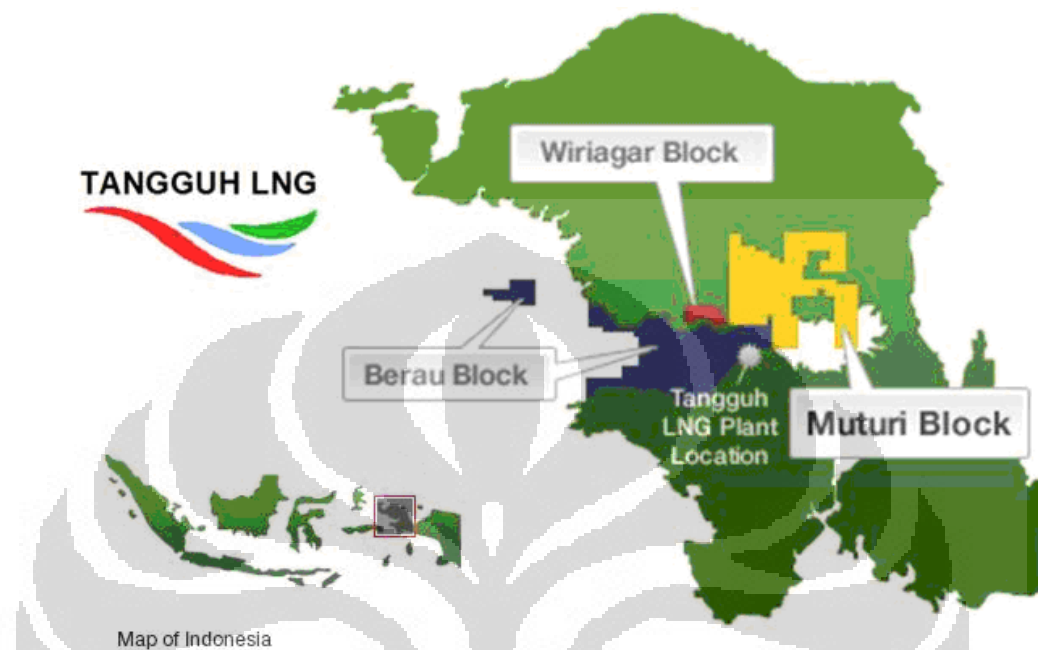 Wiriagar Block
TANGGUH LNG
Berau Block
Tangguh
LNG Plant
Location
Muturi Block
Map of Indonesia